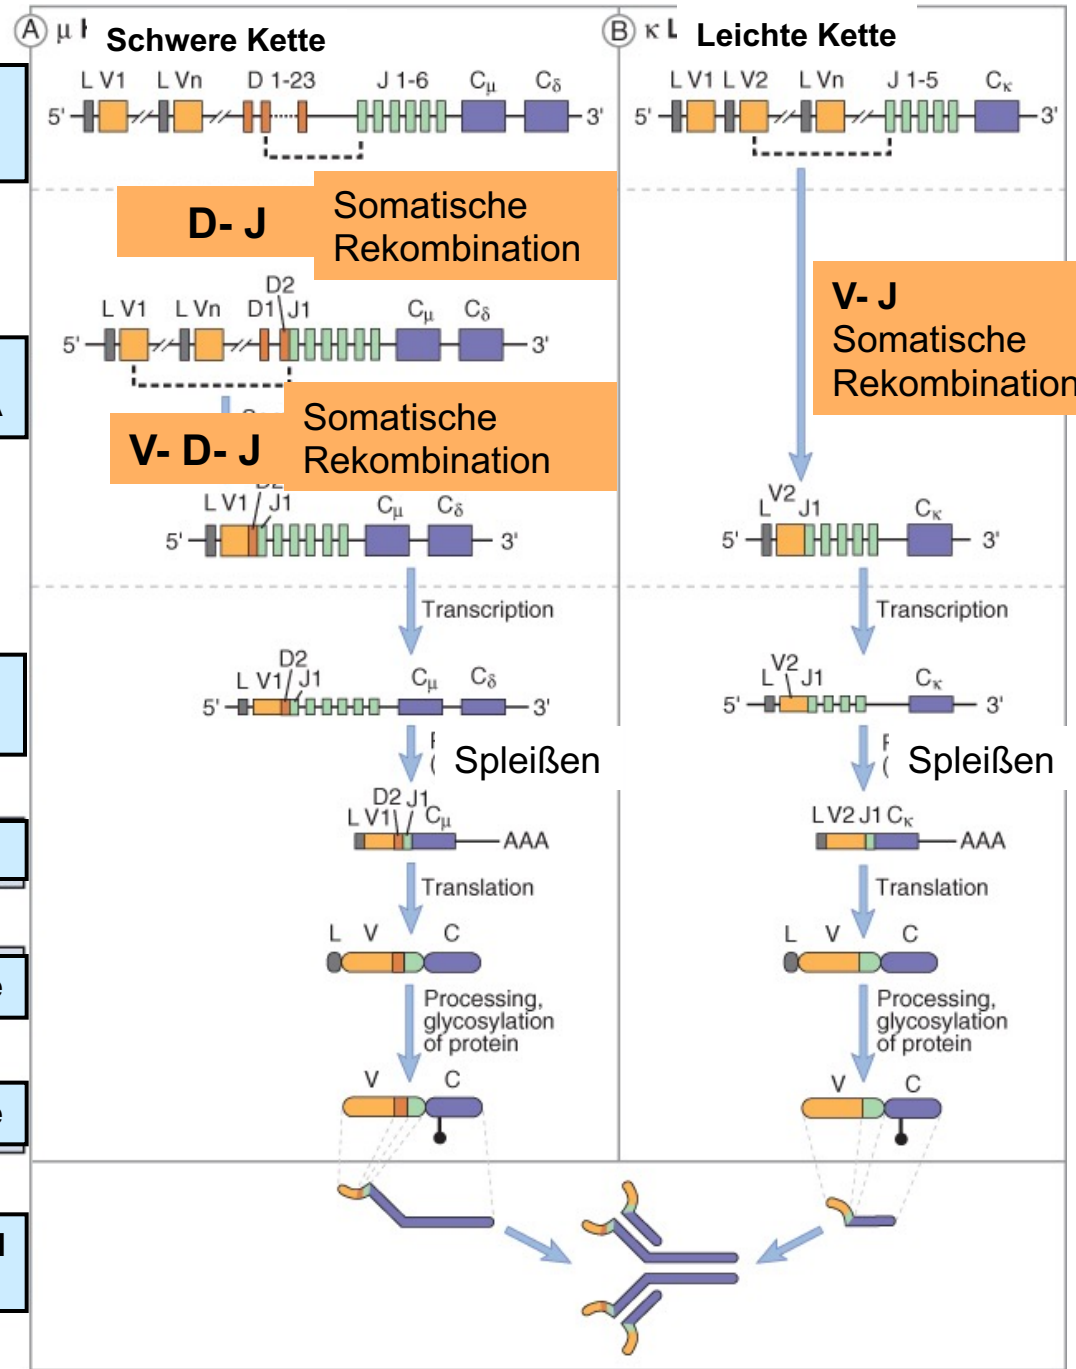 A μ Schwere Kette
L V1 L Vn D 1-23 J 1-6 Cμ Cδ
5' 3'
D- J Somatische
Rekombination
D2
L V1 L Vn D1 J1 Cμ Cδ
5' 3'
V- D- J Somatische
Rekombination
D2
L V1 J1 Cμ Cδ
5' 3'
Transcription
D2
L V1 J1 Cμ Cδ
5' 3'
Spleißen
D2 J1
L V1 Cμ
AAA
Translation
L V C
Processing,
glycosylation
of protein
V C
B κ L Leichte Kette
L V1 L V2 L Vn J 1-5 Cκ
5' 3'
V- J
Somatische
Rekombination
V2
L J1 Cκ
5' 3'
Transcription
V2
L J1 Cκ
5' 3'
Spleißen
L V2 J1 Cκ
AAA
Translation
L V C
Processing,
glycosylation
of protein
V C